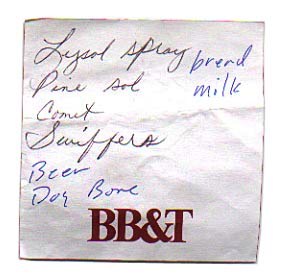 Lysol spray
Pine sol
Comet
Swiffers
Beer
Dog Bone
bread
milk
BB&T